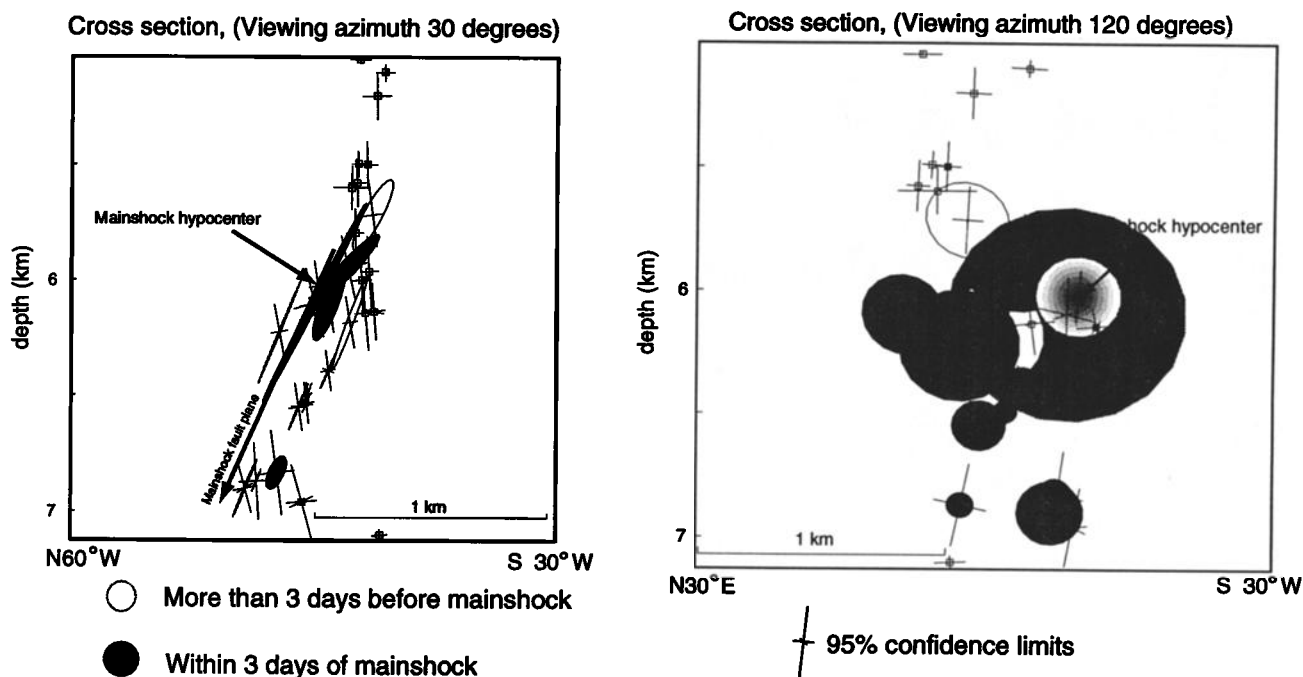 Cross section, (Viewing azimuth 30 degrees)
Mainshock hypocenter
depth (km)
6
7
Mainshock fault plane
1 km
N60°W
S 30°W
More than 3 days before mainshock
Within 3 days of mainshock
Cross section, (Viewing azimuth 120 degrees)
hock hypocenter
depth (km)
6
7
1 km
N30°E
S 30°W
95% confidence limits